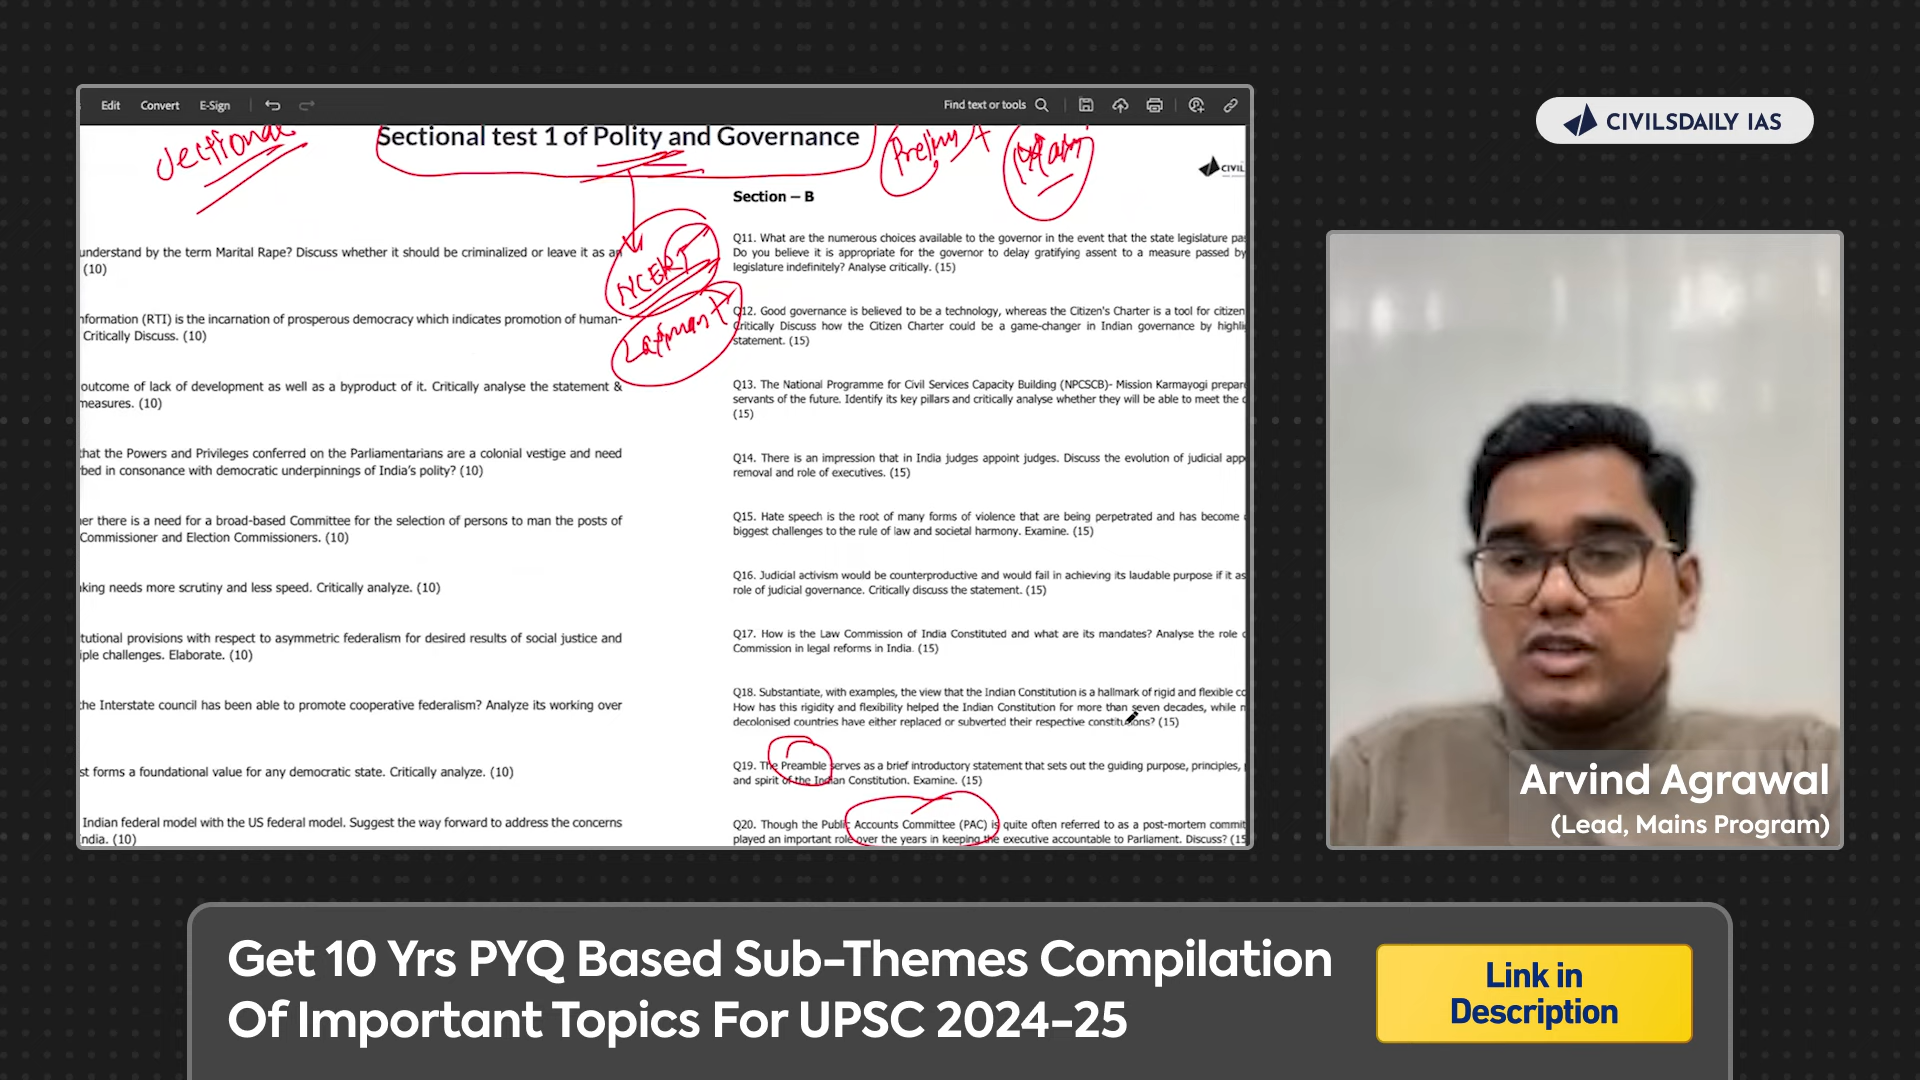 Edit Convert E-Sign Find text or tools
CIVILSDAILY IAS
Sectional
Sectional test 1 of Polity and Governance
Prelims +
CIVIL
Section – B
understand by the term Marital Rape? Discuss whether it should be criminalized or leave it as an
(10)
nformation (RTI) is the incarnation of prosperous democracy which indicates promotion of human-
Critically Discuss. (10)
outcome of lack of development as well as a byproduct of it. Critically analyse the statement &
measures. (10)
that the Powers and Privileges conferred on the Parliamentarians are a colonial vestige and need
bed in consonance with democratic underpinnings of India's polity? (10)
er there is a need for a broad-based Committee for the selection of persons to man the posts of
Commissioner and Election Commissioners. (10)
king needs more scrutiny and less speed. Critically analyze. (10)
tutional provisions with respect to asymmetric federalism for desired results of social justice and
iple challenges. Elaborate. (10)
the Interstate council has been able to promote cooperative federalism? Analyze its working over
st forms a foundational value for any democratic state. Critically analyze. (10)
Indian federal model with the US federal model. Suggest the way forward to address the concerns
ndia. (10)
NCERT
Laxman +
Q11. What are the numerous choices available to the governor in the event that the state legislature pa
Do you believe it is appropriate for the governor to delay gratifying assent to a measure passed by
legislature indefinitely? Analyse critically. (15)
Q12. Good governance is believed to be a technology, whereas the Citizen's Charter is a tool for citizen
Critically Discuss how the Citizen Charter could be a game-changer in Indian governance by highli
statement. (15)
Q13. The National Programme for Civil Services Capacity Building (NPCSCB)- Mission Karmayogi prepar
servants of the future. Identify its key pillars and critically analyse whether they will be able to meet the
(15)
Q14. There is an impression that in India judges appoint judges. Discuss the evolution of judicial app
removal and role of executives. (15)
Q15. Hate speech is the root of many forms of violence that are being perpetrated and has become
biggest challenges to the rule of law and societal harmony. Examine. (15)
Q16. Judicial activism would be counterproductive and would fail in achieving its laudable purpose if it as
role of judicial governance. Critically discuss the statement. (15)
Q17. How is the Law Commission of India Constituted and what are its mandates? Analyse the role
Commission in legal reforms in India. (15)
Q18. Substantiate, with examples, the view that the Indian Constitution is a hallmark of rigid and flexible co
How has this rigidity and flexibility helped the Indian Constitution for more than seven decades, while
decolonised countries have either replaced or subverted their respective constitutions? (15)
Q19. The Preamble serves as a brief introductory statement that sets out the guiding purpose, principles,
and spirit of the Indian Constitution. Examine. (15)
Q20. Though the Public Accounts Committee (PAC) is quite often referred to as a post-mortem commit
played an important role over the years in keeping the executive accountable to Parliament. Discuss? (15
Arvind Agrawal
(Lead, Mains Program)
Get 10 Yrs PYQ Based Sub-Themes Compilation
Of Important Topics For UPSC 2024-25
Link in
Description